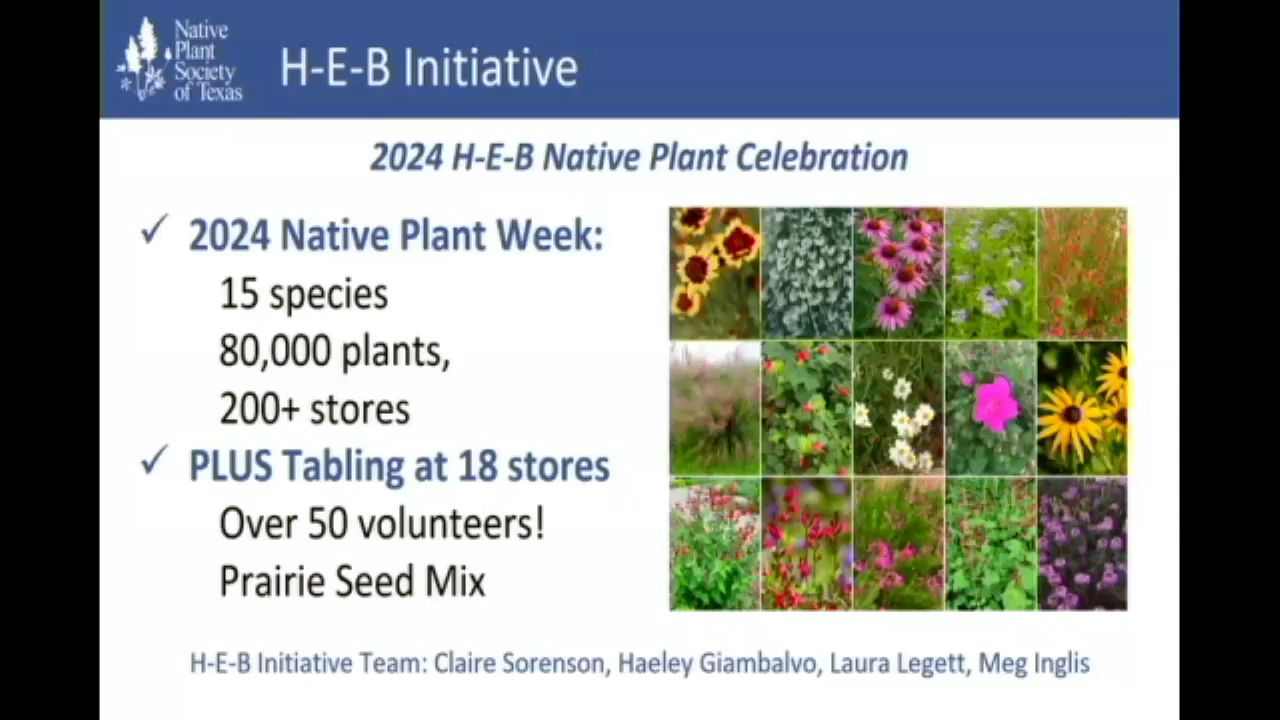 Native
Plant
Society
of Texas
H-E-B Initiative
2024 H-E-B Native Plant Celebration
✓ 2024 Native Plant Week:
15 species
80,000 plants,
200+ stores
✓ PLUS Tabling at 18 stores
Over 50 volunteers!
Prairie Seed Mix
H-E-B Initiative Team: Claire Sorenson, Haeley Giambalvo, Laura Legett, Meg Inglis